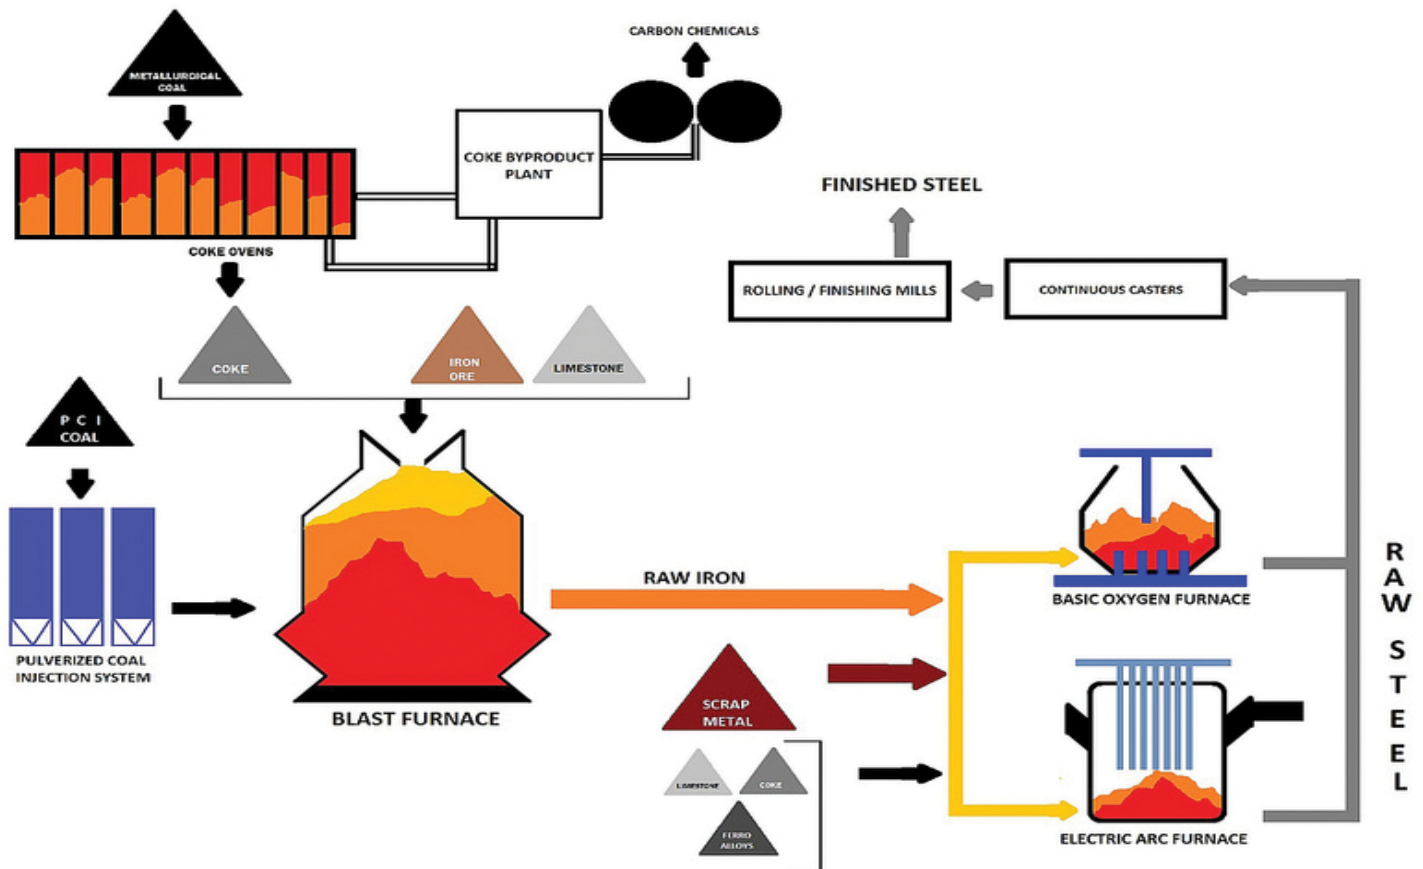 CARBON CHEMICALS
METALLURGICAL
COAL
COKE BYPRODUCT
PLANT
FINISHED STEEL
COKE OVENS
ROLLING / FINISHING MILLS
CONTINUOUS CASTERS
COKE
IRON
ORE
LIMESTONE
P C I
COAL
RAW IRON
BASIC OXYGEN FURNACE
RAW STEEL
PULVERIZED COAL
INJECTION SYSTEM
BLAST FURNACE
SCRAP
METAL
LIMESTONE
COKE
FERRO
ALLOYS
ELECTRIC ARC FURNACE